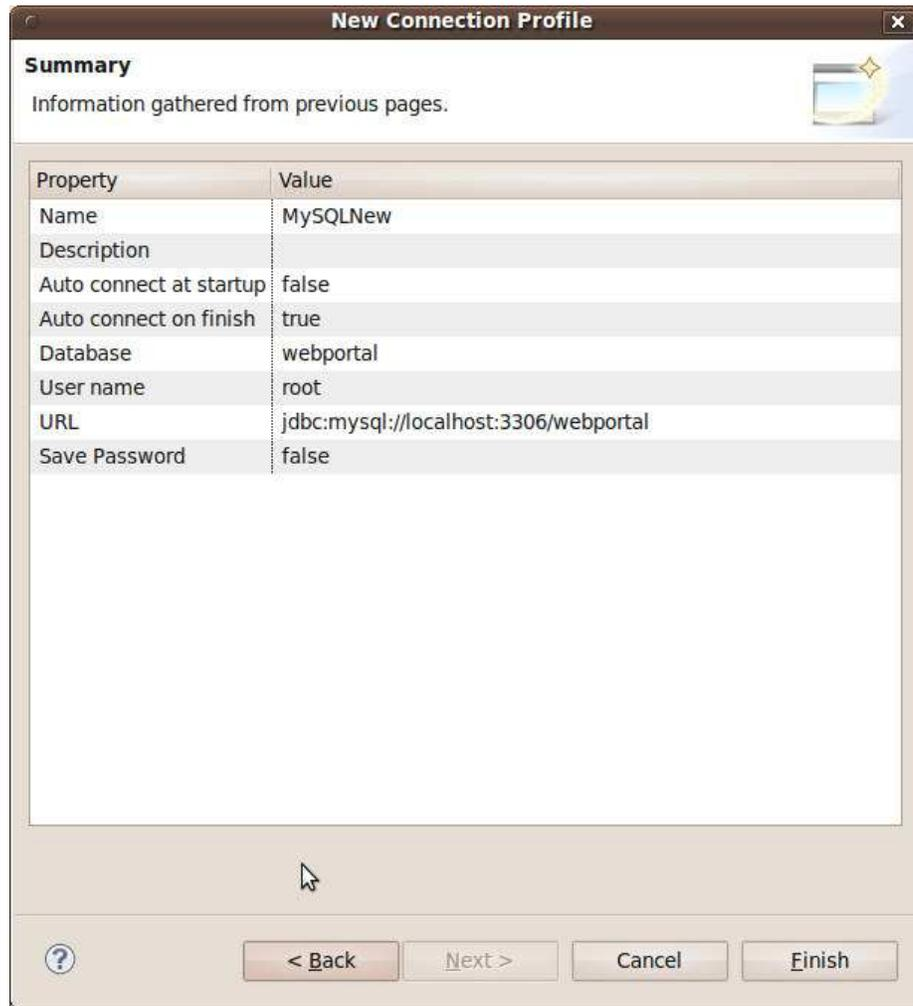 New Connection Profile
Summary
Information gathered from previous pages.
Property Value
Name MySQLNew
Description
Auto connect at startup false
Auto connect on finish true
Database webportal
User name root
URL jdbc:mysql://localhost:3306/webportal
Save Password false
? < Back Next > Cancel Finish